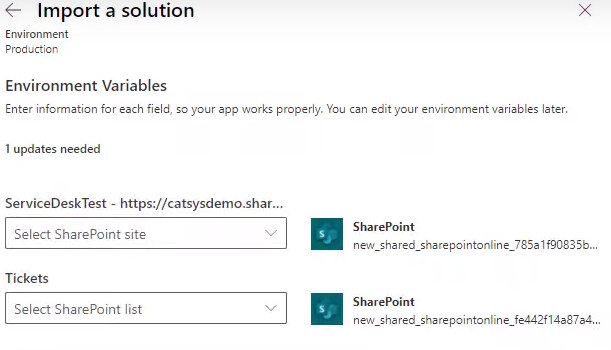 Import a solution
Environment
Production
Environment Variables
Enter information for each field, so your app works properly. You can edit your environment variables later.
1 updates needed
ServiceDeskTest - https://catsysdemo.shar...
Select SharePoint site
SharePoint
new_shared_sharepointonline_785a1f90835b...
Tickets
Select SharePoint list
SharePoint
new_shared_sharepointonline_fe442f14a87a4...